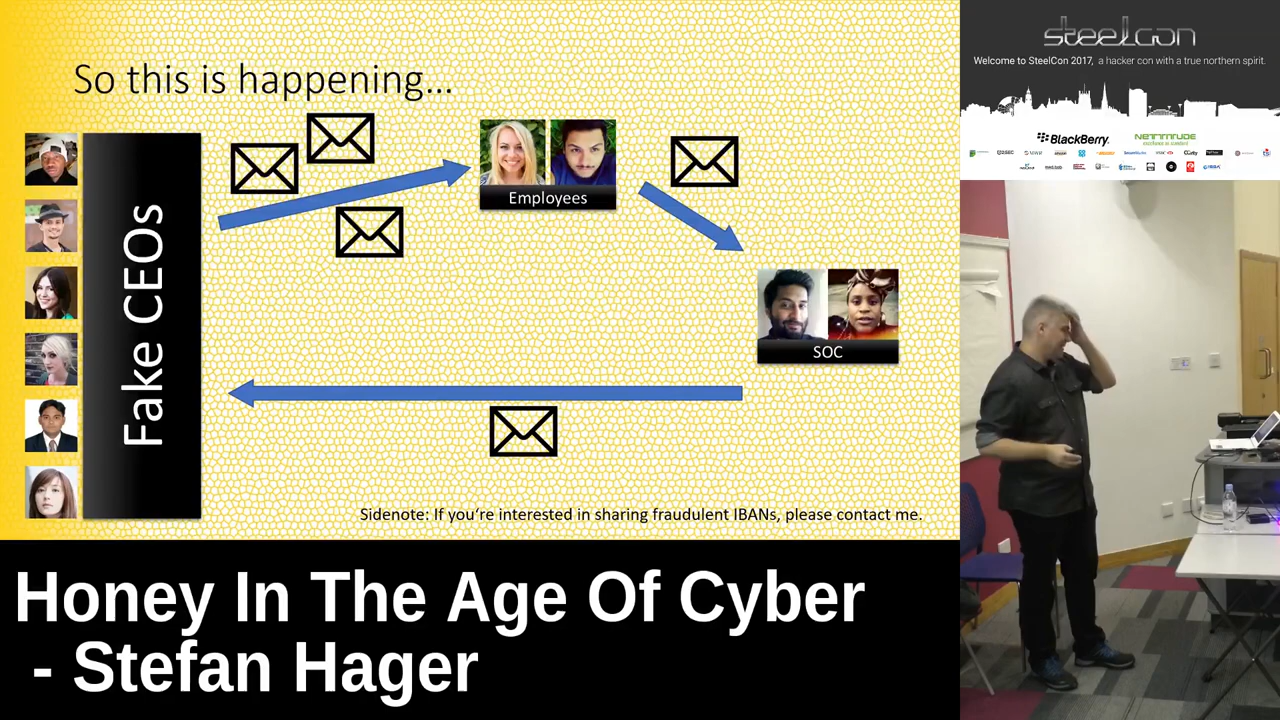 So this is happening...
Fake CEOs
Employees
SOC
Sidenote: If you're interested in sharing fraudulent IBANs, please contact me.
Honey In The Age Of Cyber
- Stefan Hager
steelcon
Welcome to SteelCon 2017, a hacker con with a true northern spirit.
BlackBerry
NETTITUDE